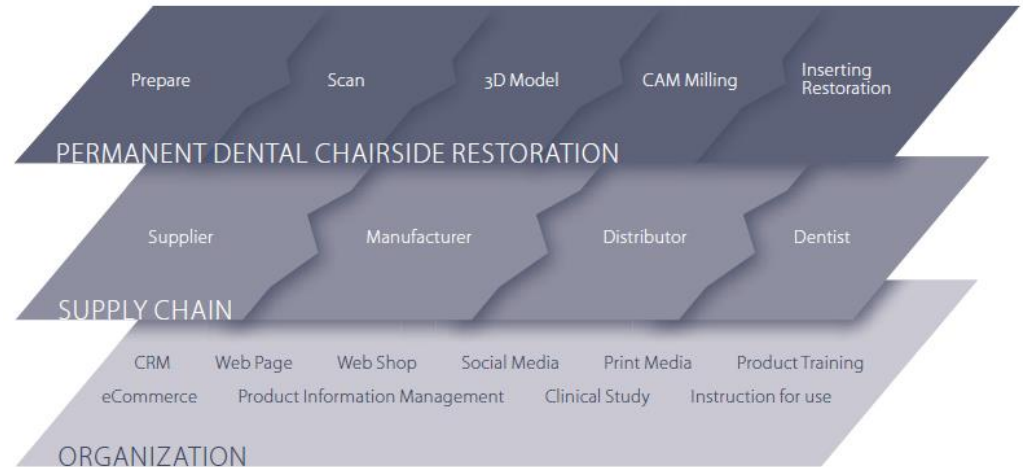 Prepare Scan 3D Model CAM Milling Inserting
Restoration
PERMANENT DENTAL CHAIRSIDE RESTORATION
Supplier Manufacturer Distributor Dentist
SUPPLY CHAIN
CRM Web Page Web Shop Social Media Print Media Product Training
eCommerce Product Information Management Clinical Study Instruction for use
ORGANIZATION